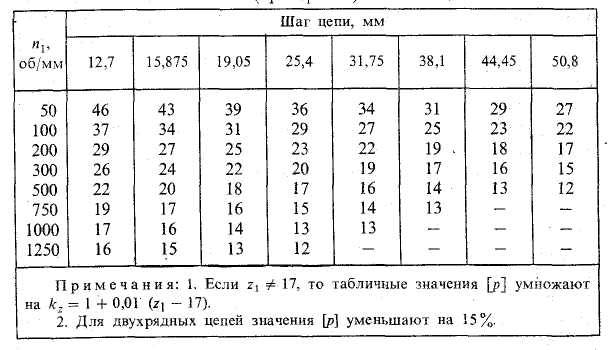 Шаг цепи, мм
n₁, об/мм 12,7 15,875 19,05 25,4 31,75 38,1 44,45 50,8
50 46 43 39 36 34 31 29 27
100 37 34 31 29 27 25 23 22
200 29 27 25 23 22 19 18 17
300 26 24 22 20 19 17 16 15
500 22 20 18 17 16 14 13 12
750 19 17 16 15 14 13 — —
1000 17 16 14 13 13 — — —
1250 16 15 13 12 — — — —
Примечания: 1. Если z₁ ≠ 17, то табличные значения [p] умножают
на k_z = 1 + 0,01 (z₁ − 17).
2. Для двухрядных цепей значения [p] уменьшают на 15%.